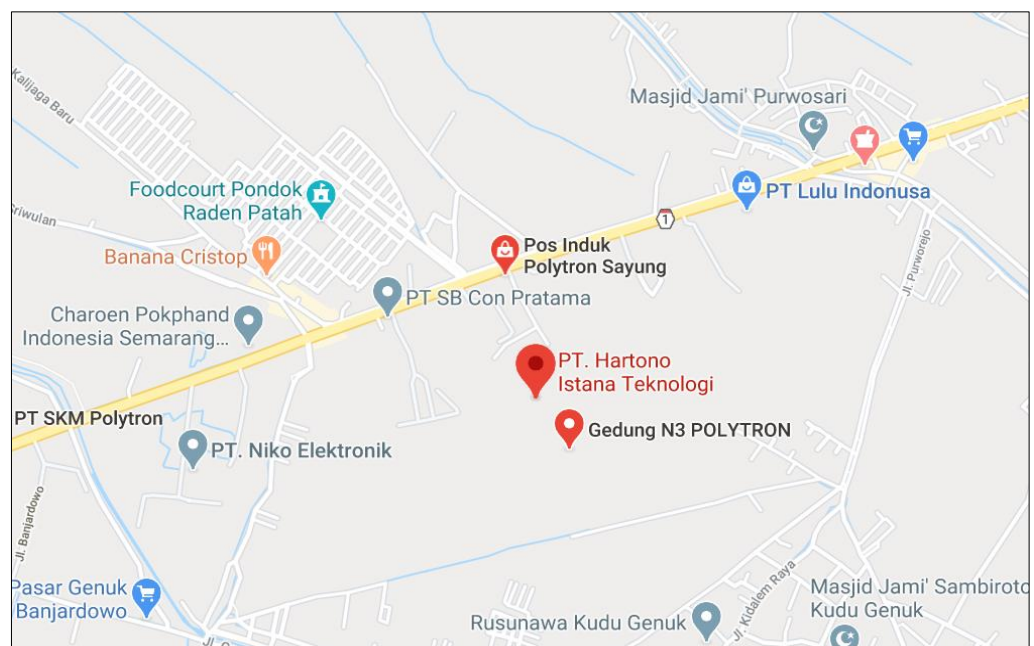 Kalijaga Baru
Masjid Jami' Purwosari
Foodcourt Pondok
Raden Patah
PT Lulu Indonusa
1
Sriwulan
Banana Cristop
Pos Induk
Polytron Sayung
Jl. Purworejo
PT SB Con Pratama
Charoen Pokphand
Indonesia Semarang...
PT. Hartono
Istana Teknologi
PT SKM Polytron
Gedung N3 POLYTRON
PT. Niko Elektronik
Jl. Banjardowo
Pasar Genuk
Banjardowo
Jl. Kidalem Raya
Masjid Jami' Sambiroto
Kudu Genuk
Rusunawa Kudu Genuk